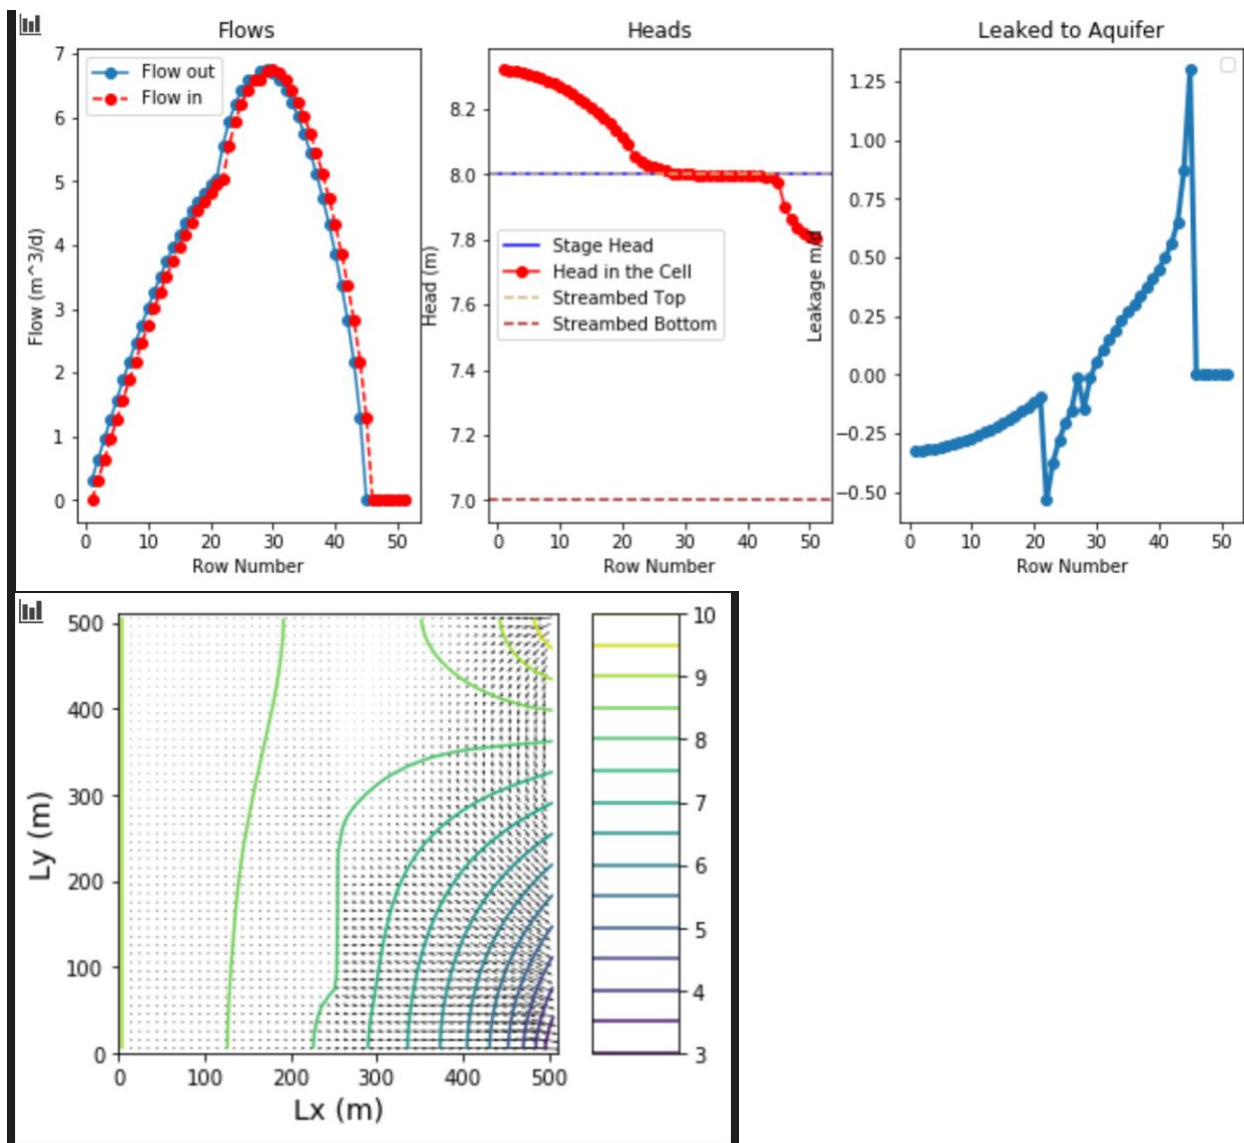 Flows
Flow (m^3/d)
7
6
5
4
3
2
1
0
Flow out
Flow in
0 10 20 30 40 50
Row Number
Heads
Head (m)
8.2
8.0
7.8
7.6
7.4
7.2
7.0
Stage Head
Head in the Cell
Streambed Top
Streambed Bottom
0 10 20 30 40 50
Row Number
Leaked to Aquifer
Leakage m/d
1.25
1.00
0.75
0.50
0.25
0.00
−0.25
−0.50
0 10 20 30 40 50
Row Number
Ly (m)
500
400
300
200
100
0
0 100 200 300 400 500
Lx (m)
10
9
8
7
6
5
4
3